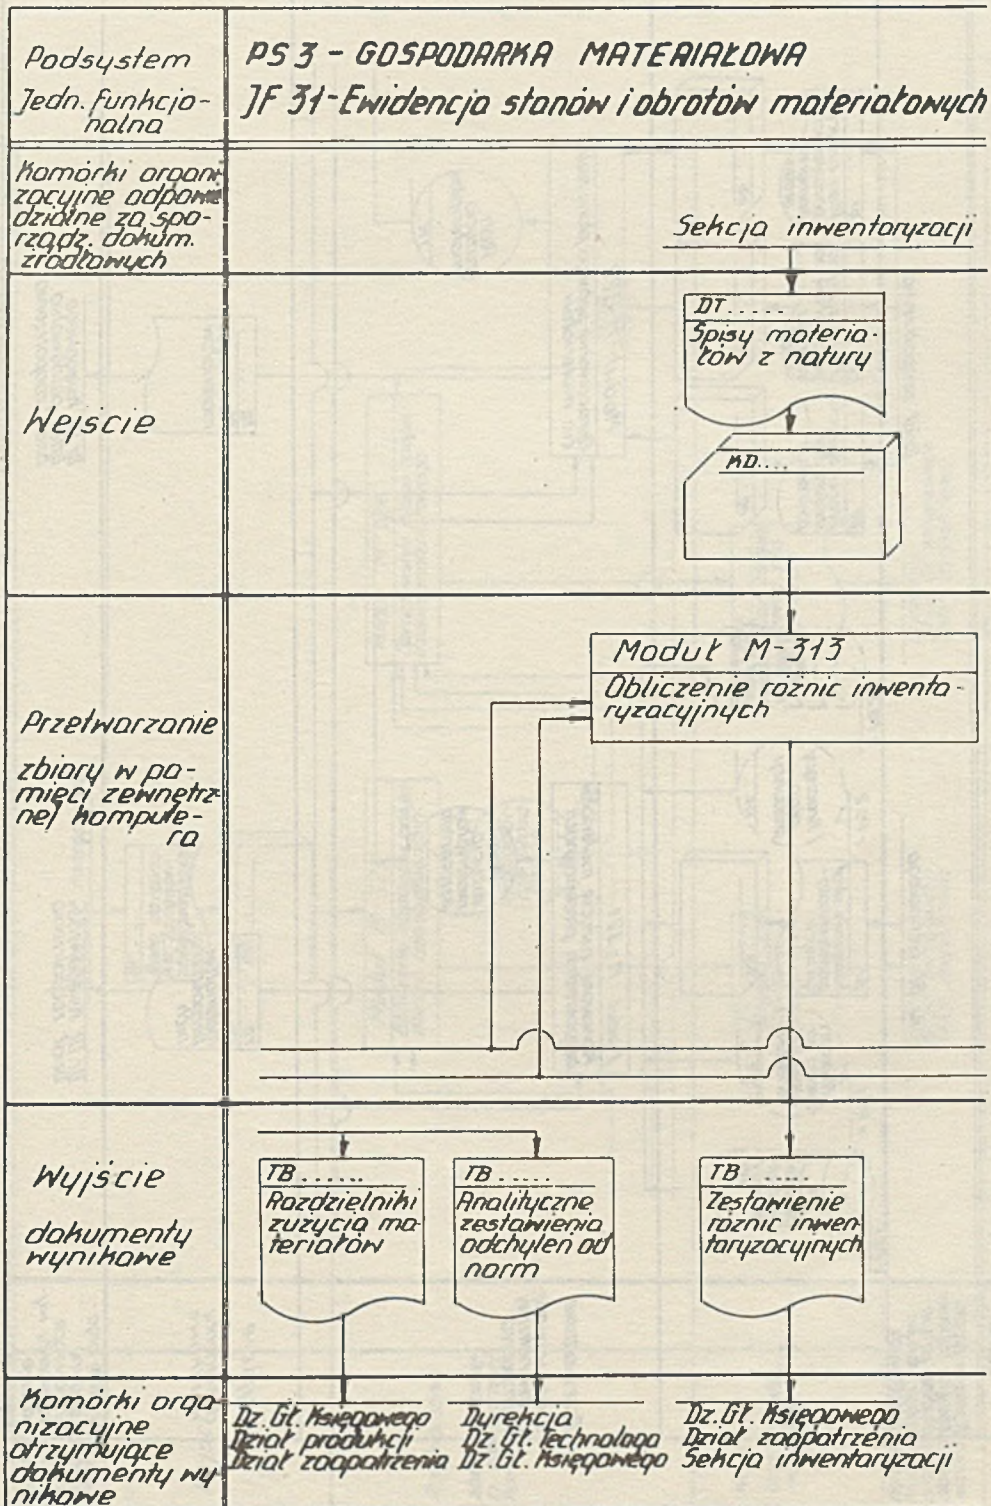 Podsystem
PS 3 - GOSPODARKA MATERIAŁOWA
Jedn. funkcjo-
nalna
JF 31-Ewidencja stanów i obrotów materiałowych
Komórki organi
zacyjne odpowie
dzialne za spo-
rządz. dokum.
źródłowych
Sekcja inwentaryzacji
Wejście
DT.....
Spisy materia-
łów z natury
KD....
Przetwarzanie
zbiory w pa-
mięci zewnętrz-
nej kompute-
ra
Moduł M-313
Obliczenie różnic inwenta-
ryzacyjnych
Wyjście
dokumenty
wynikowe
TB ......
Rozdzielniki
zużycia ma-
teriałów
TB .....
Analityczne
zestawienia
odchyleń od
norm
TB .....
Zestawienie
różnic inwen-
taryzacyjnych
Komórki orga-
nizacyjne
otrzymujące
dokumenty wy-
nikowe
Dz. Gł. Księgowego
Dział produkcji
Dział zaopatrzenia
Dyrekcja
Dz. Gł. Technologa
Dz. Gł. Księgowego
Dz. Gł. Księgowego
Dział zaopatrzenia
Sekcja inwentaryzacji